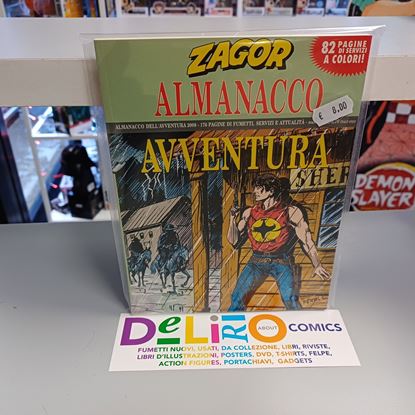 ZAGOR
82 PAGINE
DI SERVIZI
A COLORI!
ALMANACCO
€ 8,00
ALMANACCO DELL'AVVENTURA 2000 - 176 PAGINE DI FUMETTI, SERVIZI E ATTUALITÀ
AVVENTURA
SHER
DEMON
SLAYER
DeLiRiO
ABOUT
COMICS
FUMETTI NUOVI, USATI, DA COLLEZIONE, LIBRI, RIVISTE,
LIBRI D'ILLUSTRAZIONI, POSTERS, DVD, T-SHIRTS, FELPE,
ACTION FIGURES, PORTACHIAVI, GADGETS